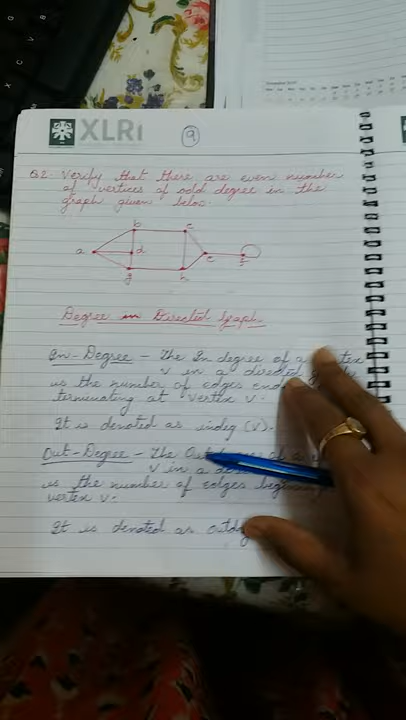 XLRI
9
Q2. Verify that there are even number
of vertices of odd degree in the
graph given below.
b c
a d e f
g h
Degree in Directed Graph
In-Degree - The In degree of a
v in a directed
is the number of edges
terminating at vertex v.
It is denoted as indeg (v).
Out-Degree - The Out
v in a
is the number of edges
vertex v.
It is denoted as outdeg